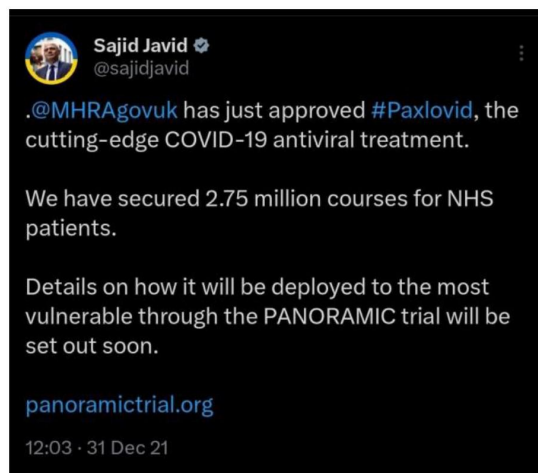 Sajid Javid
@sajidjavid
.@MHRAgovuk has just approved #Paxlovid, the
cutting-edge COVID-19 antiviral treatment.
We have secured 2.75 million courses for NHS
patients.
Details on how it will be deployed to the most
vulnerable through the PANORAMIC trial will be
set out soon.
panoramictrial.org
12:03 · 31 Dec 21